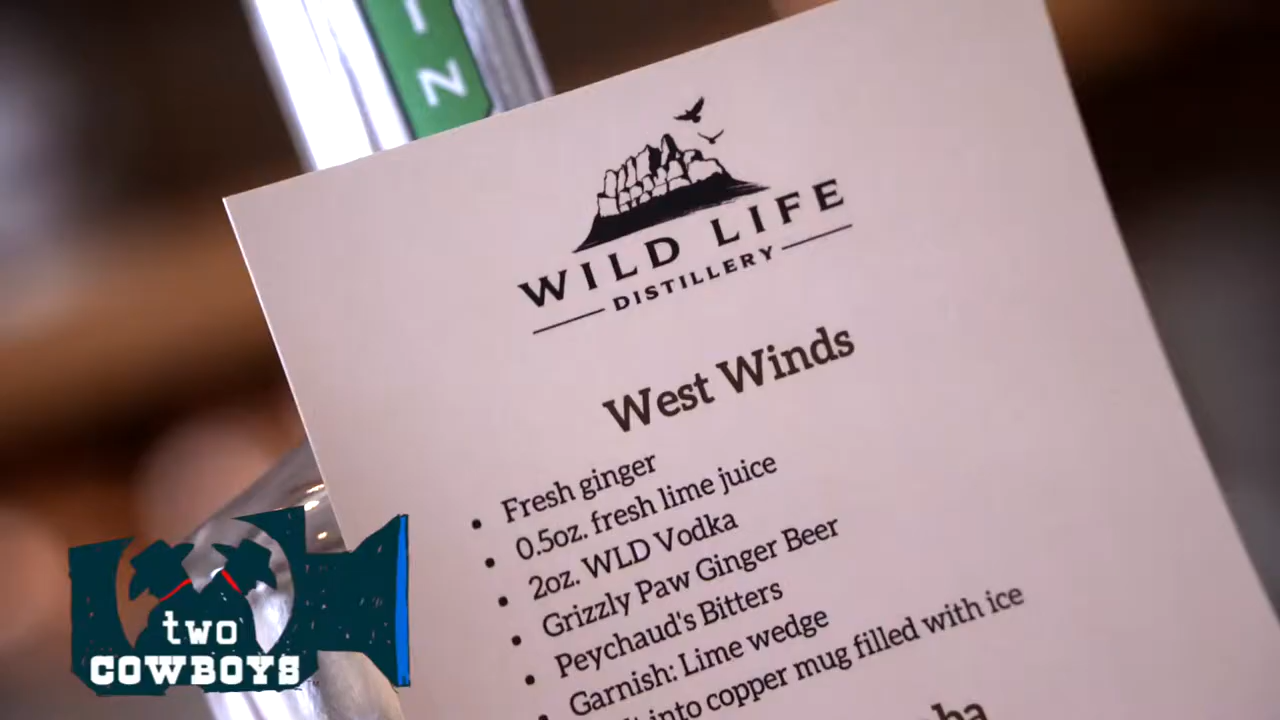 IN
WILD LIFE
DISTILLERY
West Winds
Fresh ginger
0.5oz. fresh lime juice
2oz. WLD Vodka
Grizzly Paw Ginger Beer
Peychaud's Bitters
Garnish: Lime wedge
into copper mug filled with ice
two
COWBOYS